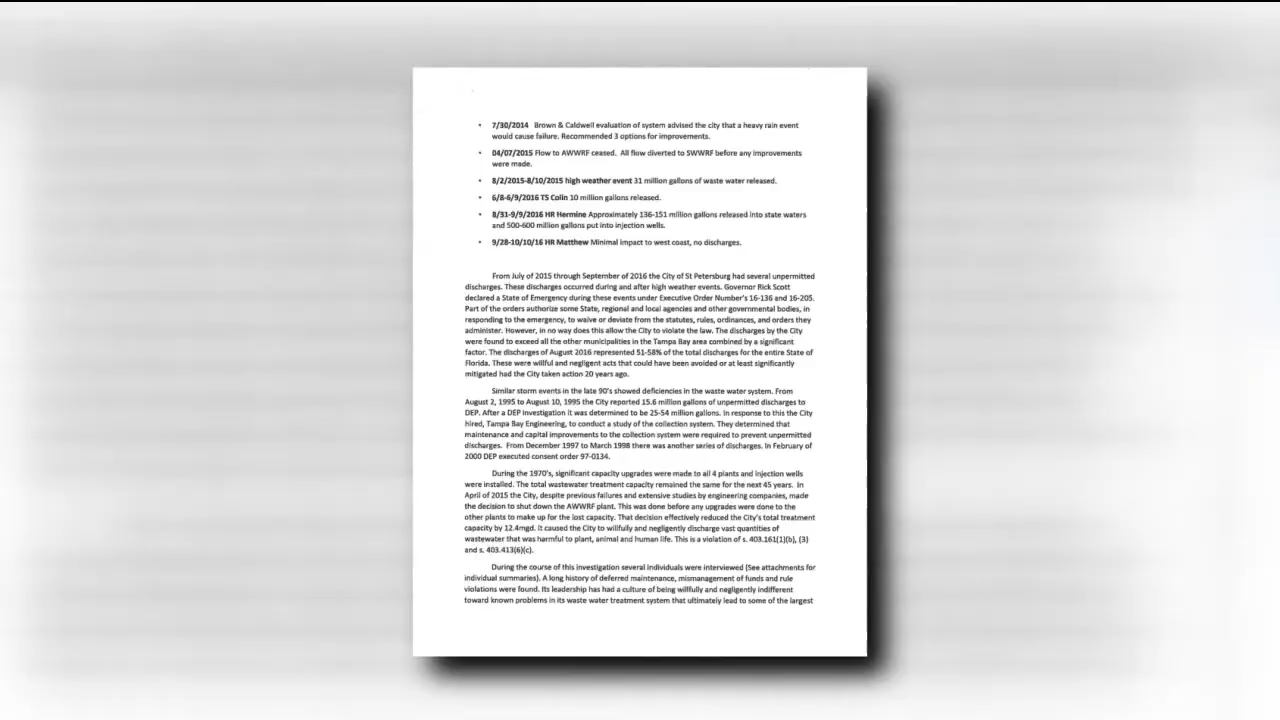 • 7/30/2014 Brown & Caldwell evaluation of system advised the city that a heavy rain event
would cause failure. Recommended 3 options for improvements.
• 04/07/2015 Flow to AWWRF ceased. All flow diverted to SWWRF before any improvements
were made.
• 8/2/2015-8/10/2015 high weather event 31 million gallons of waste water released.
• 6/8-6/9/2016 TS Colin 10 million gallons released.
• 8/31-9/9/2016 HR Hermine Approximately 136-151 million gallons released into state waters
and 500-600 million gallons put into injection wells.
• 9/28-10/10/16 HR Matthew Minimal impact to west coast, no discharges.
From July of 2015 through September of 2016 the City of St Petersburg had several unpermitted
discharges. These discharges occurred during and after high weather events. Governor Rick Scott
declared a State of Emergency during these events under Executive Order Number's 16-136 and 16-205.
Part of the orders authorize some State, regional and local agencies and other governmental bodies, in
responding to the emergency, to waive or deviate from the statutes, rules, ordinances, and orders they
administer. However, in no way does this allow the City to violate the law. The discharges by the City
were found to exceed all the other municipalities in the Tampa Bay area combined by a significant
factor. The discharges of August 2016 represented 51-58% of the total discharges for the entire State of
Florida. These were willful and negligent acts that could have been avoided or at least significantly
mitigated had the City taken action 20 years ago.
Similar storm events in the late 90's showed deficiencies in the waste water system. From
August 2, 1995 to August 10, 1995 the City reported 15.6 million gallons of unpermitted discharges to
DEP. After a DEP investigation it was determined to be 25-54 million gallons. In response to this the City
hired, Tampa Bay Engineering, to conduct a study of the collection system. They determined that
maintenance and capital improvements to the collection system were required to prevent unpermitted
discharges. From December 1997 to March 1998 there was another series of discharges. In February of
2000 DEP executed consent order 97-0134.
During the 1970's, significant capacity upgrades were made to all 4 plants and injection wells
were installed. The total wastewater treatment capacity remained the same for the next 45 years. In
April of 2015 the City, despite previous failures and extensive studies by engineering companies, made
the decision to shut down the AWWRF plant. This was done before any upgrades were done to the
other plants to make up for the lost capacity. That decision effectively reduced the City's total treatment
capacity by 12.4mgd. It caused the City to willfully and negligently discharge vast quantities of
wastewater that was harmful to plant, animal and human life. This is a violation of s. 403.161(1)(b), (3)
and s. 403.413(6)(c).
During the course of this investigation several individuals were interviewed (See attachments for
individual summaries). A long history of deferred maintenance, mismanagement of funds and rule
violations were found. Its leadership has had a culture of being willfully and negligently indifferent
toward known problems in its waste water treatment system that ultimately lead to some of the largest